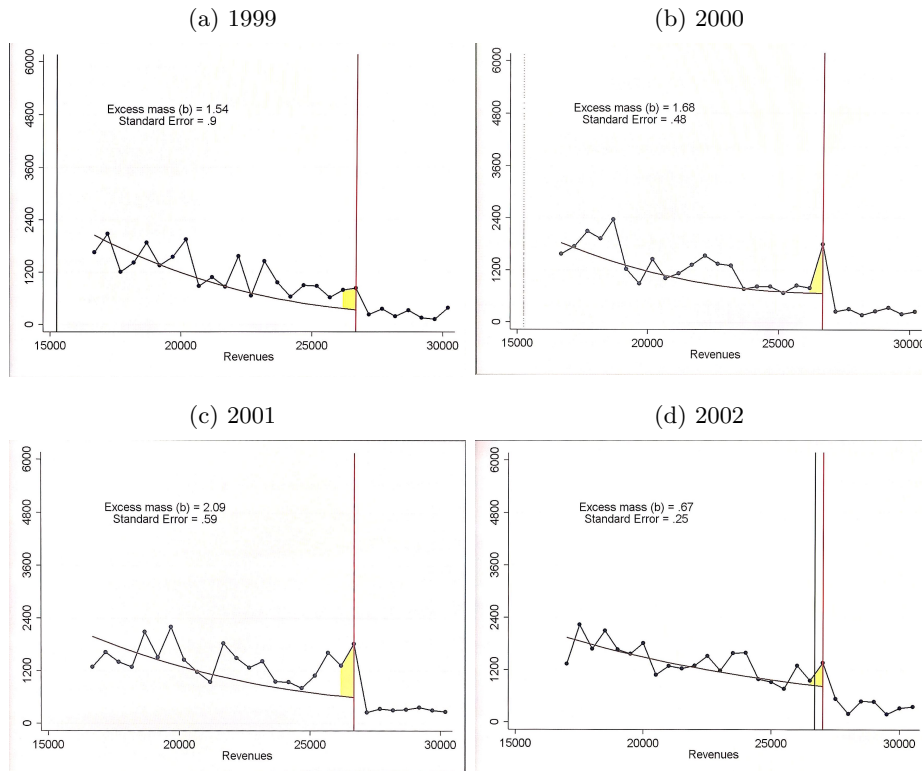 (a) 1999
6000
4800
3600
2400
1200
0
Excess mass (b) = 1.54
Standard Error = .9
15000 20000 25000 30000
Revenues
(b) 2000
6000
4800
3600
2400
1200
0
Excess mass (b) = 1.68
Standard Error = .48
15000 20000 25000 30000
Revenues
(c) 2001
6000
4800
3600
2400
1200
0
Excess mass (b) = 2.09
Standard Error = .59
15000 20000 25000 30000
Revenues
(d) 2002
6000
4800
3600
2400
1200
0
Excess mass (b) = .67
Standard Error = .25
15000 20000 25000 30000
Revenues